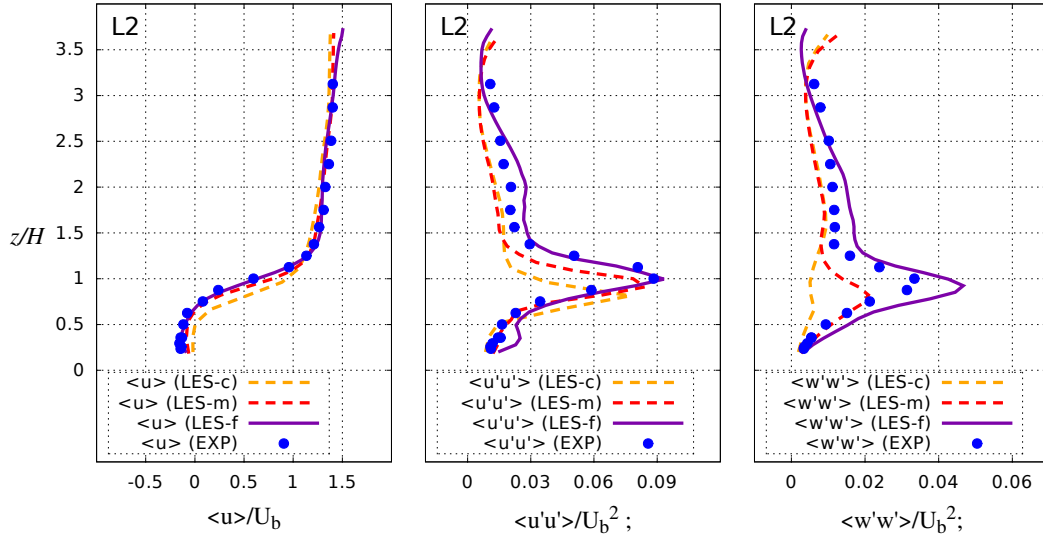 L2
L2
L2
3.5
3
2.5
2
z/H
1.5
1
0.5
0
<u> (LES-c)
<u> (LES-m)
<u> (LES-f)
<u> (EXP)
<u'u'> (LES-c)
<u'u'> (LES-m)
<u'u'> (LES-f)
<u'u'> (EXP)
<w'w'> (LES-c)
<w'w'> (LES-m)
<w'w'> (LES-f)
<w'w'> (EXP)
-0.5 0 0.5 1 1.5
0 0.03 0.06 0.09
0 0.02 0.04 0.06
<u>/U_b
<u'u'>/U_b^2 ;
<w'w'>/U_b^2;